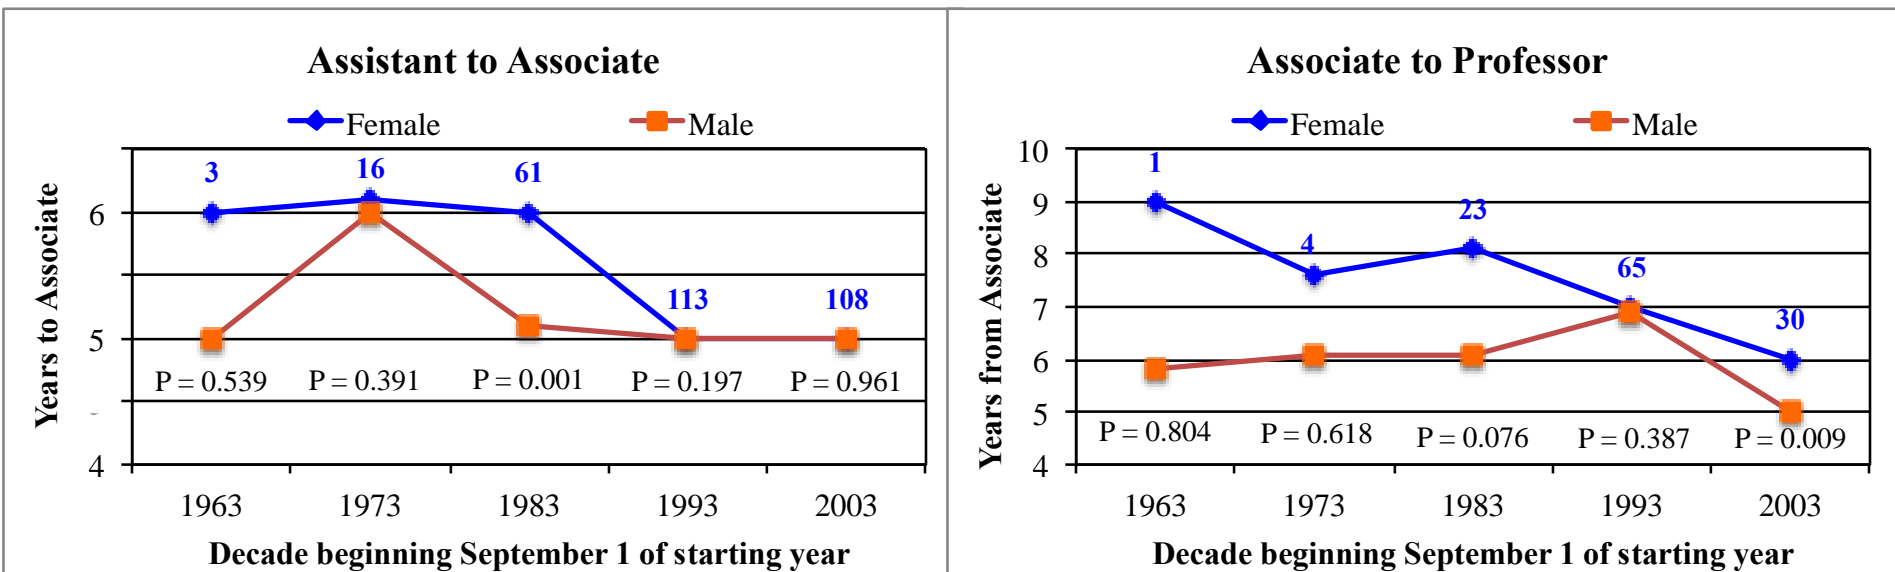 Assistant to Associate
Female Male
Years to Associate
6
5
4
3 16 61 113 108
P = 0.539 P = 0.391 P = 0.001 P = 0.197 P = 0.961
1963 1973 1983 1993 2003
Decade beginning September 1 of starting year
Associate to Professor
Female Male
Years from Associate
10
9
8
7
6
5
4
1 4 23 65 30
P = 0.804 P = 0.618 P = 0.076 P = 0.387 P = 0.009
1963 1973 1983 1993 2003
Decade beginning September 1 of starting year